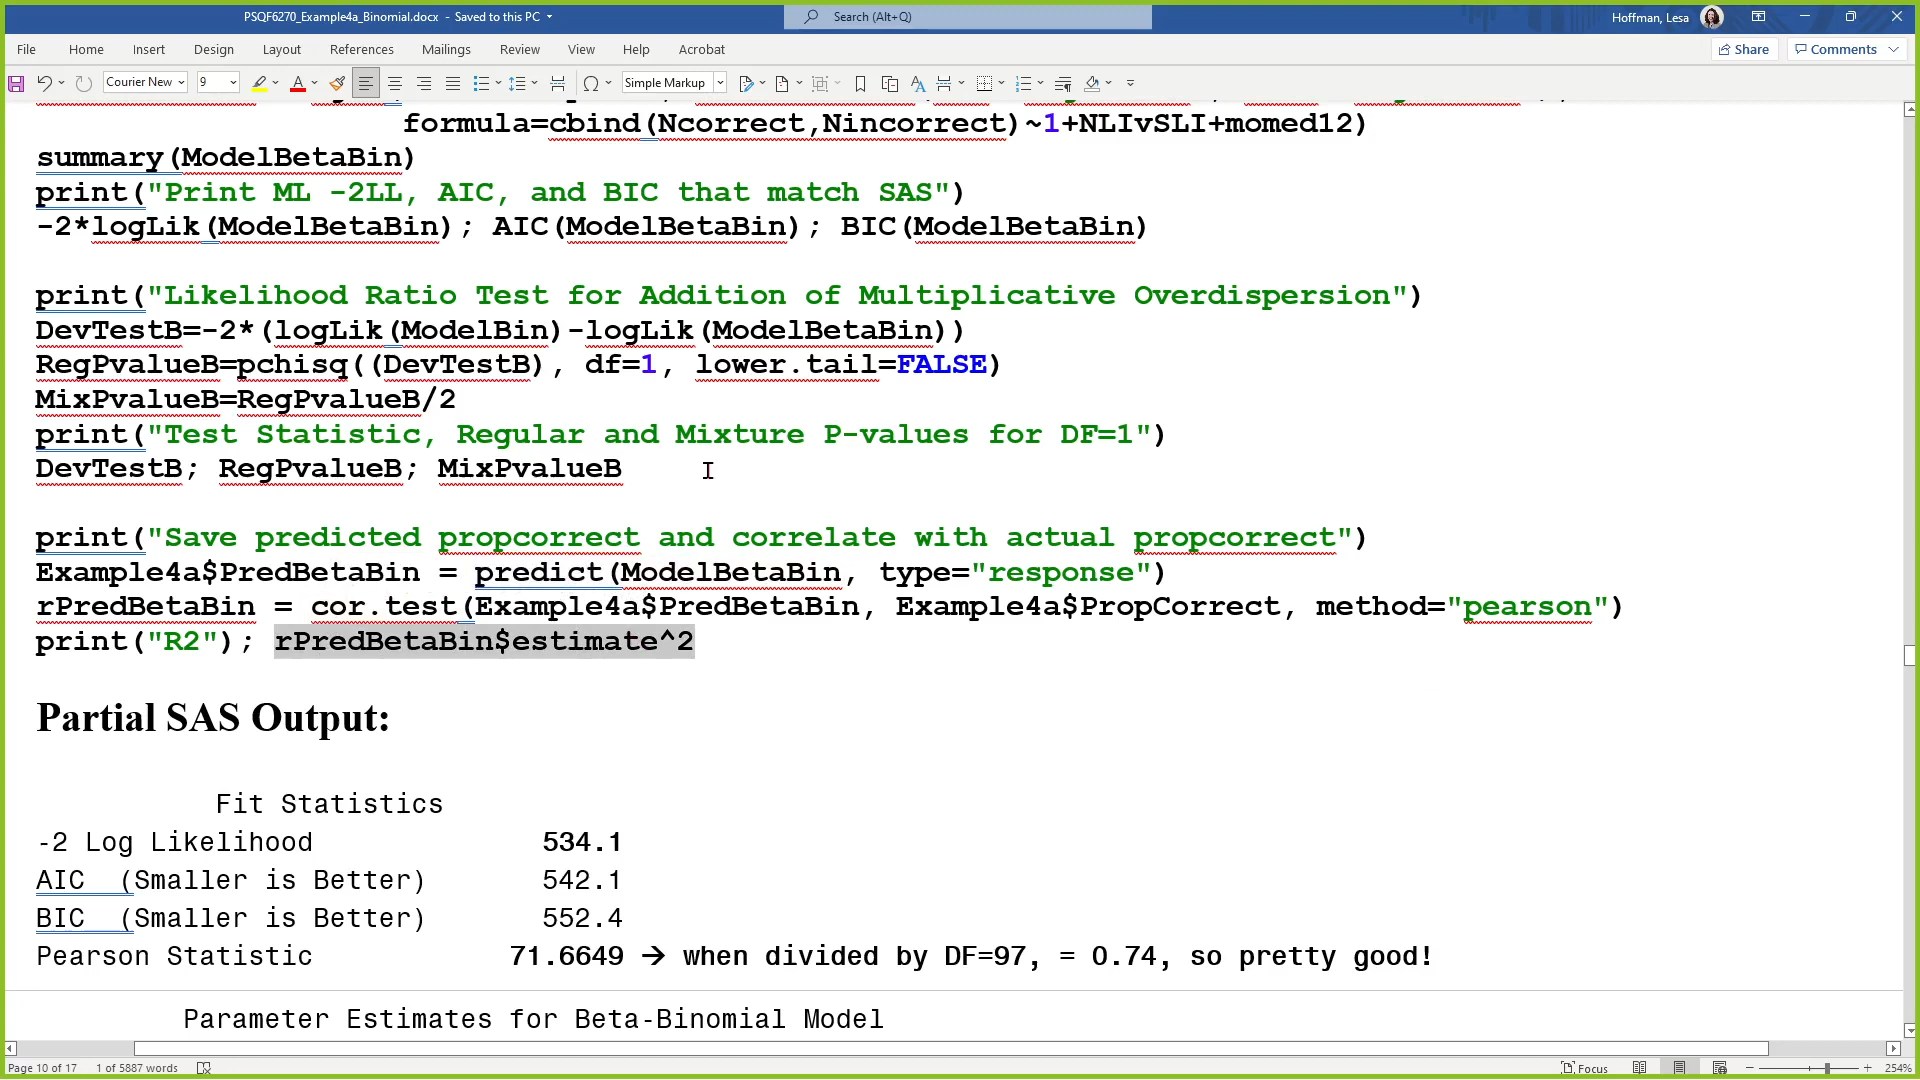 PSQF6270_Example4a_Binomial.docx - Saved to this PC
Search (Alt+Q)
Hoffman, Lesa
File Home Insert Design Layout References Mailings Review View Help Acrobat
Share Comments
Courier New 9 Simple Markup
formula=cbind(Ncorrect,Nincorrect)~1+NLIvSLI+momed12)
summary(ModelBetaBin)
print("Print ML -2LL, AIC, and BIC that match SAS")
-2*logLik(ModelBetaBin); AIC(ModelBetaBin); BIC(ModelBetaBin)
print("Likelihood Ratio Test for Addition of Multiplicative Overdispersion")
DevTestB=-2*(logLik(ModelBin)-logLik(ModelBetaBin))
RegPvalueB=pchisq((DevTestB), df=1, lower.tail=FALSE)
MixPvalueB=RegPvalueB/2
print("Test Statistic, Regular and Mixture P-values for DF=1")
DevTestB; RegPvalueB; MixPvalueB
print("Save predicted propcorrect and correlate with actual propcorrect")
Example4a$PredBetaBin = predict(ModelBetaBin, type="response")
rPredBetaBin = cor.test(Example4a$PredBetaBin, Example4a$PropCorrect, method="pearson")
print("R2"); rPredBetaBin$estimate^2
Partial SAS Output:
Fit Statistics
-2 Log Likelihood 534.1
AIC (Smaller is Better) 542.1
BIC (Smaller is Better) 552.4
Pearson Statistic 71.6649 → when divided by DF=97, = 0.74, so pretty good!
Parameter Estimates for Beta-Binomial Model
Page 10 of 17 1 of 5887 words Focus 254%